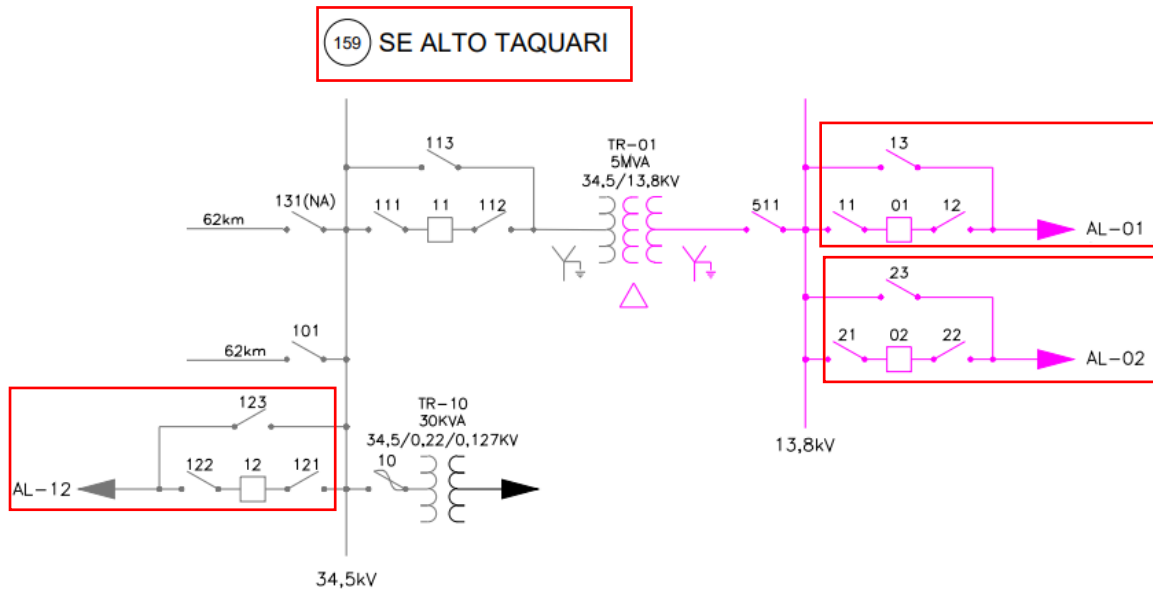 159 SE ALTO TAQUARI
113
TR-01
5MVA
34,5/13,8KV
13
131(NA)
111
11
112
511
11
01
12
62km
AL-01
23
101
62km
21
02
22
AL-02
123
TR-10
30KVA
34,5/0,22/0,127KV
13,8kV
122
12
121
10
AL-12
34,5kV